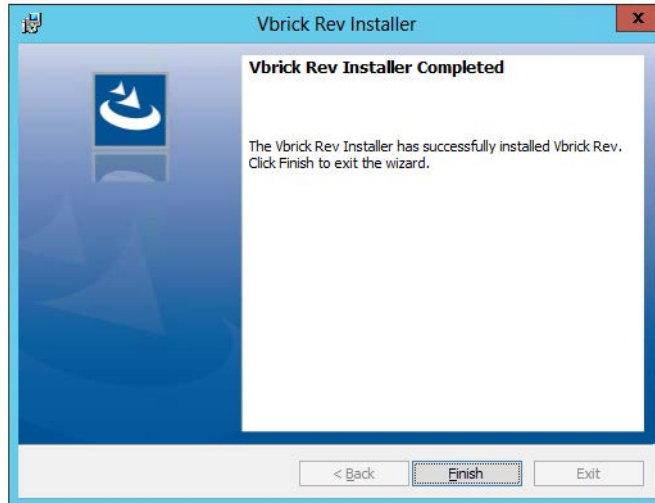 Vbrick Rev Installer
x
Vbrick Rev Installer Completed
The Vbrick Rev Installer has successfully installed Vbrick Rev.
Click Finish to exit the wizard.
< Back
Finish
Exit